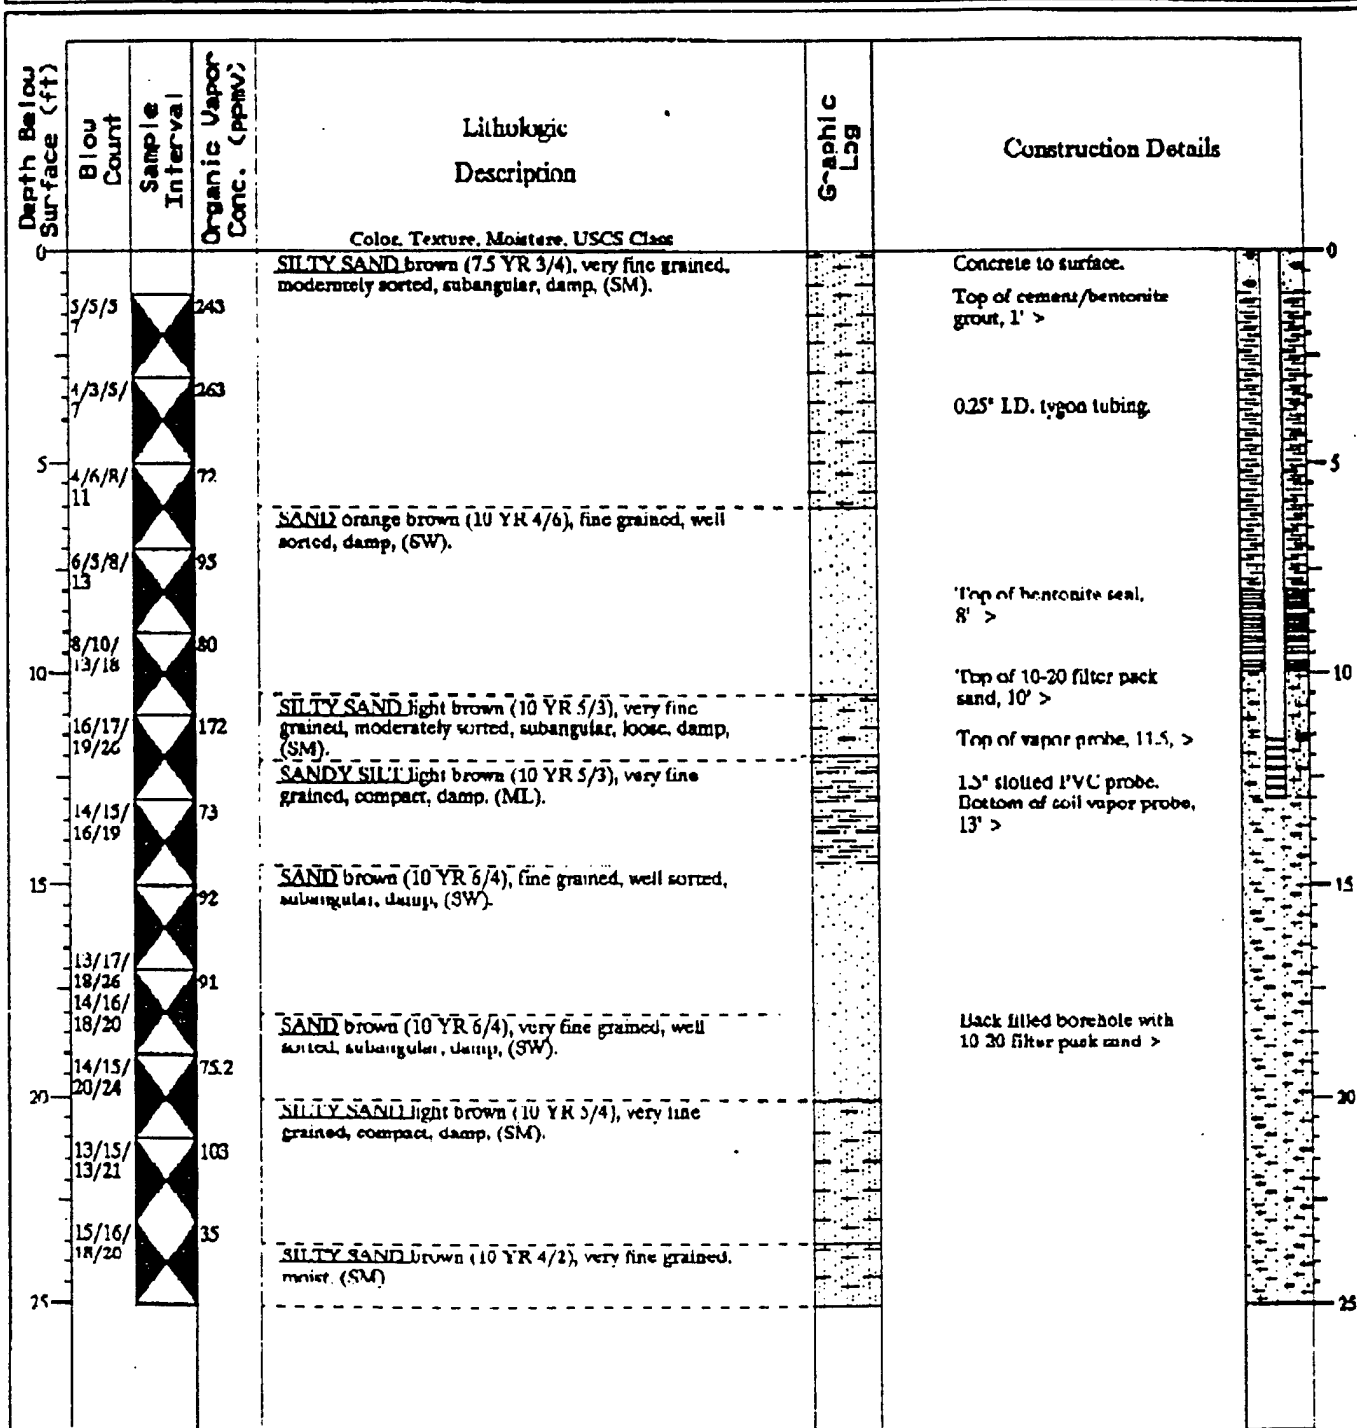 Depth Below
Surface (ft)
Blow
Count
Sample
Interval
Organic Vapor
Conc. (ppmv)
Lithologic
Description
Color, Texture, Moisture, USCS Class
Graphic
Log
Construction Details
0
SILTY SAND brown (7.5 YR 3/4), very fine grained,
moderately sorted, subangular, damp, (SM).
Concrete to surface.
0
5/5/5
7
243
Top of cement/bentonite
grout, 1' >
4/3/5/
7
263
0.25" I.D. tygon tubing.
5
4/6/8/
11
72
5
SAND orange brown (10 YR 4/6), fine grained, well
sorted, damp, (SW).
6/5/8/
13
95
Top of bentonite seal,
8' >
8/10/
13/18
80
10
Top of 10-20 filter pack
sand, 10' >
10
SILTY SAND light brown (10 YR 5/3), very fine
grained, moderately sorted, subangular, loose, damp,
(SM).
16/17/
19/26
172
Top of vapor probe, 11.5, >
SANDY SILT light brown (10 YR 5/3), very fine
grained, compact, damp. (ML).
1.5" slotted PVC probe.
Bottom of soil vapor probe,
13' >
14/15/
16/19
73
SAND brown (10 YR 6/4), fine grained, well sorted,
subangular, damp, (SW).
15
92
15
13/17/
18/26
91
14/16/
18/20
SAND brown (10 YR 6/4), very fine grained, well
sorted, subangular, damp, (SW).
Back filled borehole with
10 20 filter pack sand >
14/15/
20/24
75.2
20
20
SILTY SAND light brown (10 YR 5/4), very fine
grained, compact, damp, (SM).
13/15/
13/21
103
15/16/
18/20
35
SILTY SAND brown (10 YR 4/2), very fine grained,
moist. (SM)
25
25